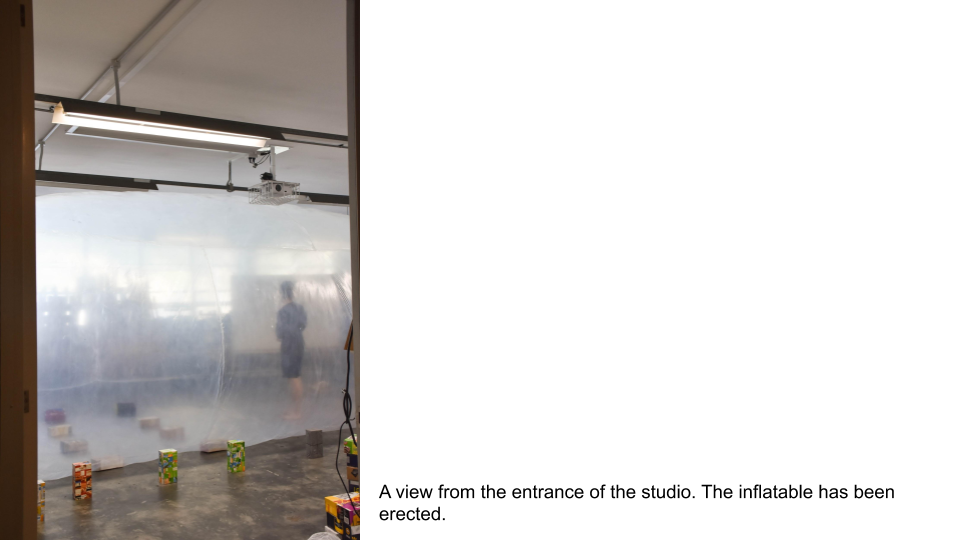 A view from the entrance of the studio. The inflatable has been
erected.